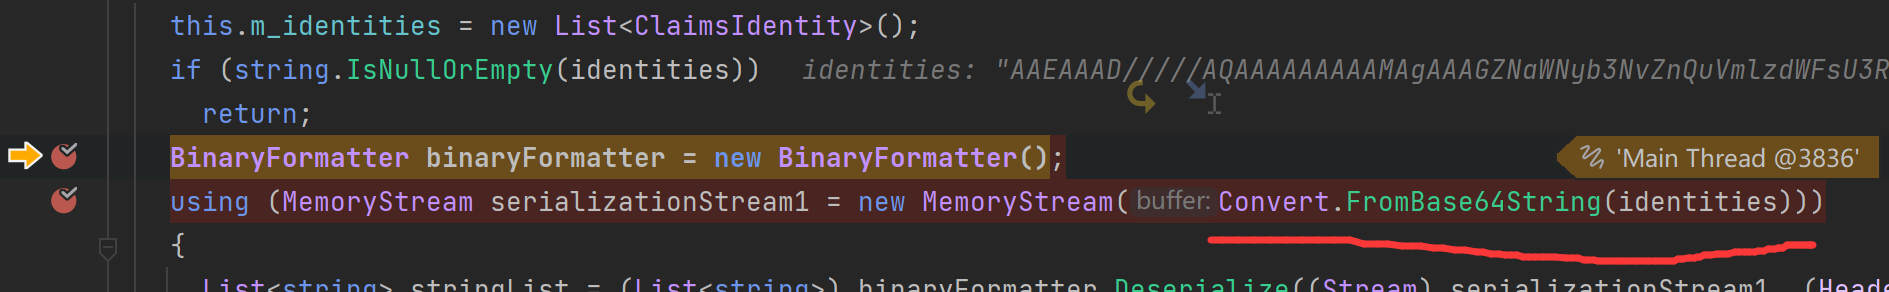 this.m_identities = new List<ClaimsIdentity>();
if (string.IsNullOrEmpty(identities)) identities: "AAEAAAD/////AQAAAAAAAAAMAgAAAGZNaWNyb3NvZnQuVmlzdWFsU3R
return;
BinaryFormatter binaryFormatter = new BinaryFormatter(); 'Main Thread @3836'
using (MemoryStream serializationStream1 = new MemoryStream( buffer: Convert.FromBase64String(identities)))
{
List<string> stringList = (List<string>) binaryFormatter.Deserialize((Stream) serializationStream1, (Heade